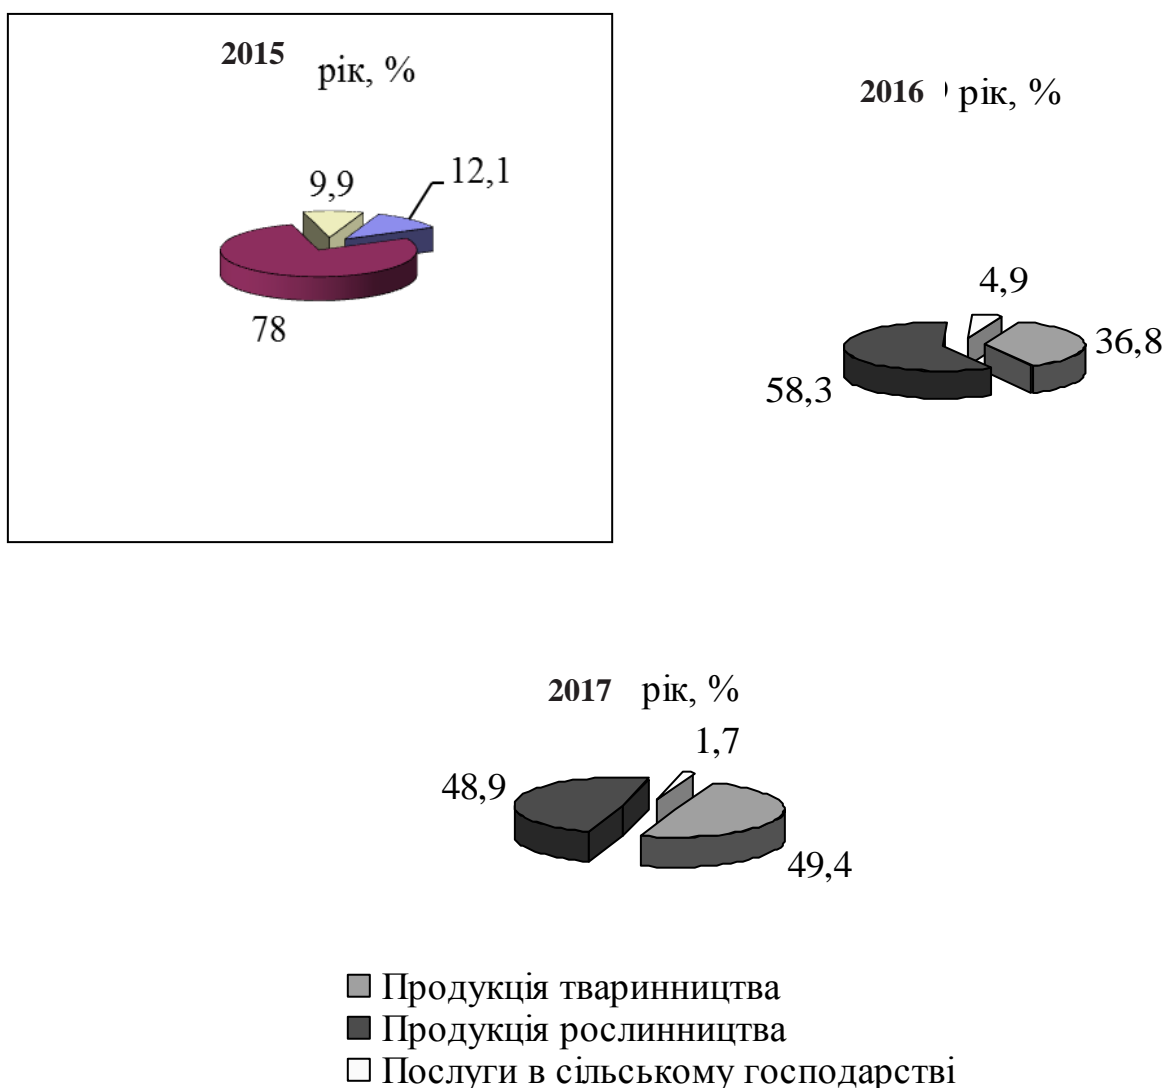 2015 рік, %
9,9
12,1
78
2016 рік, %
4,9
36,8
58,3
2017 рік, %
1,7
48,9
49,4
Продукція тваринництва
Продукція рослинництва
Послуги в сільському господарстві